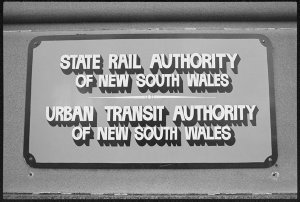 STATE RAIL AUTHORITY
OF NEW SOUTH WALES
URBAN TRANSIT AUTHORITY
OF NEW SOUTH WALES